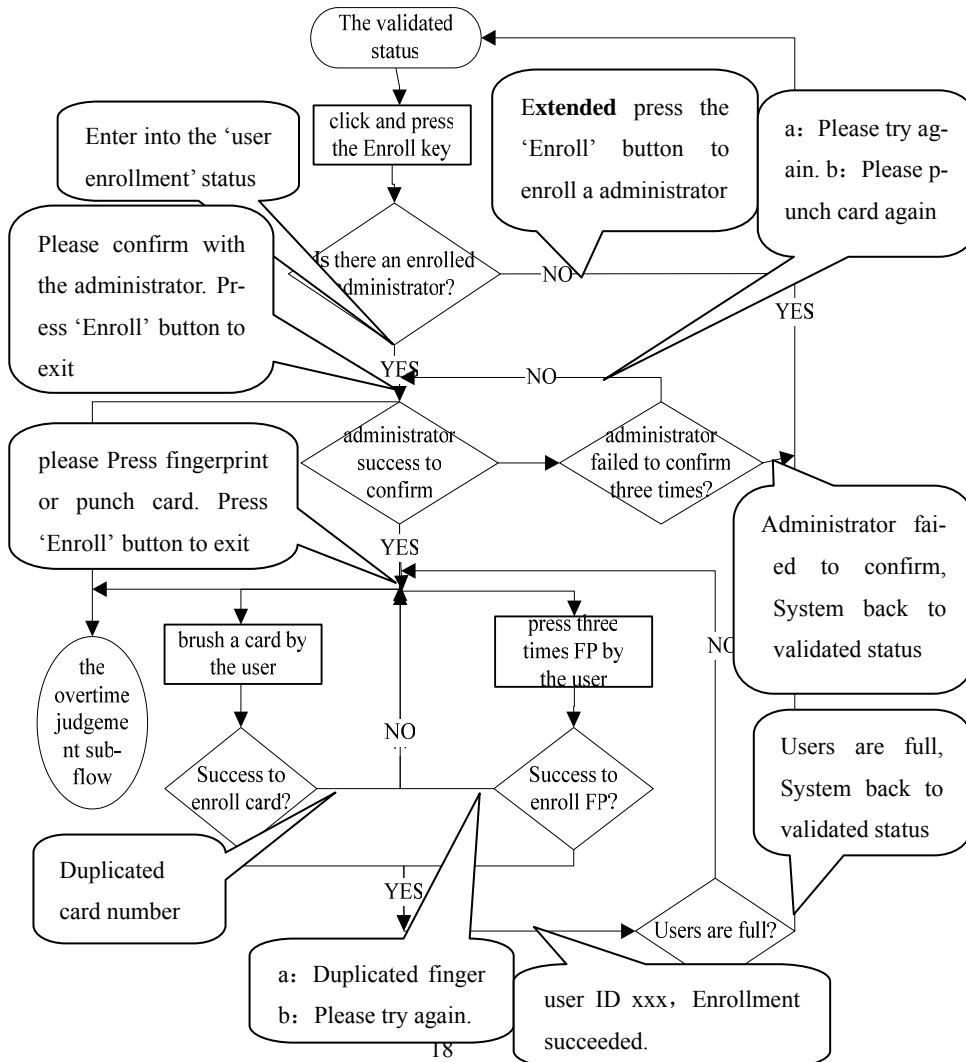 The validated
status
click and press
the Enroll key
Extended press the
‘Enroll’ button to
enroll a administrator
a：Please try ag-
ain. b：Please p-
unch card again
Enter into the ‘user
enrollment’ status
Please confirm with
the administrator. Pr-
ess ‘Enroll’ button to
exit
Is there an enrolled
administrator?
NO
YES
YES
NO
administrator
success to
confirm
administrator
failed to confirm
three times?
please Press fingerprint
or punch card. Press
‘Enroll’ button to exit
YES
Administrator fai-
ed to confirm,
System back to
validated status
NO
brush a card by
the user
press three
times FP by
the user
the
overtime
judgeme
nt sub-
flow
NO
Success to
enroll card?
Success to
enroll FP?
Users are full,
System back to
validated status
Duplicated
card number
YES
Users are full?
a：Duplicated finger
b：Please try again.
user ID xxx，Enrollment
succeeded.
18